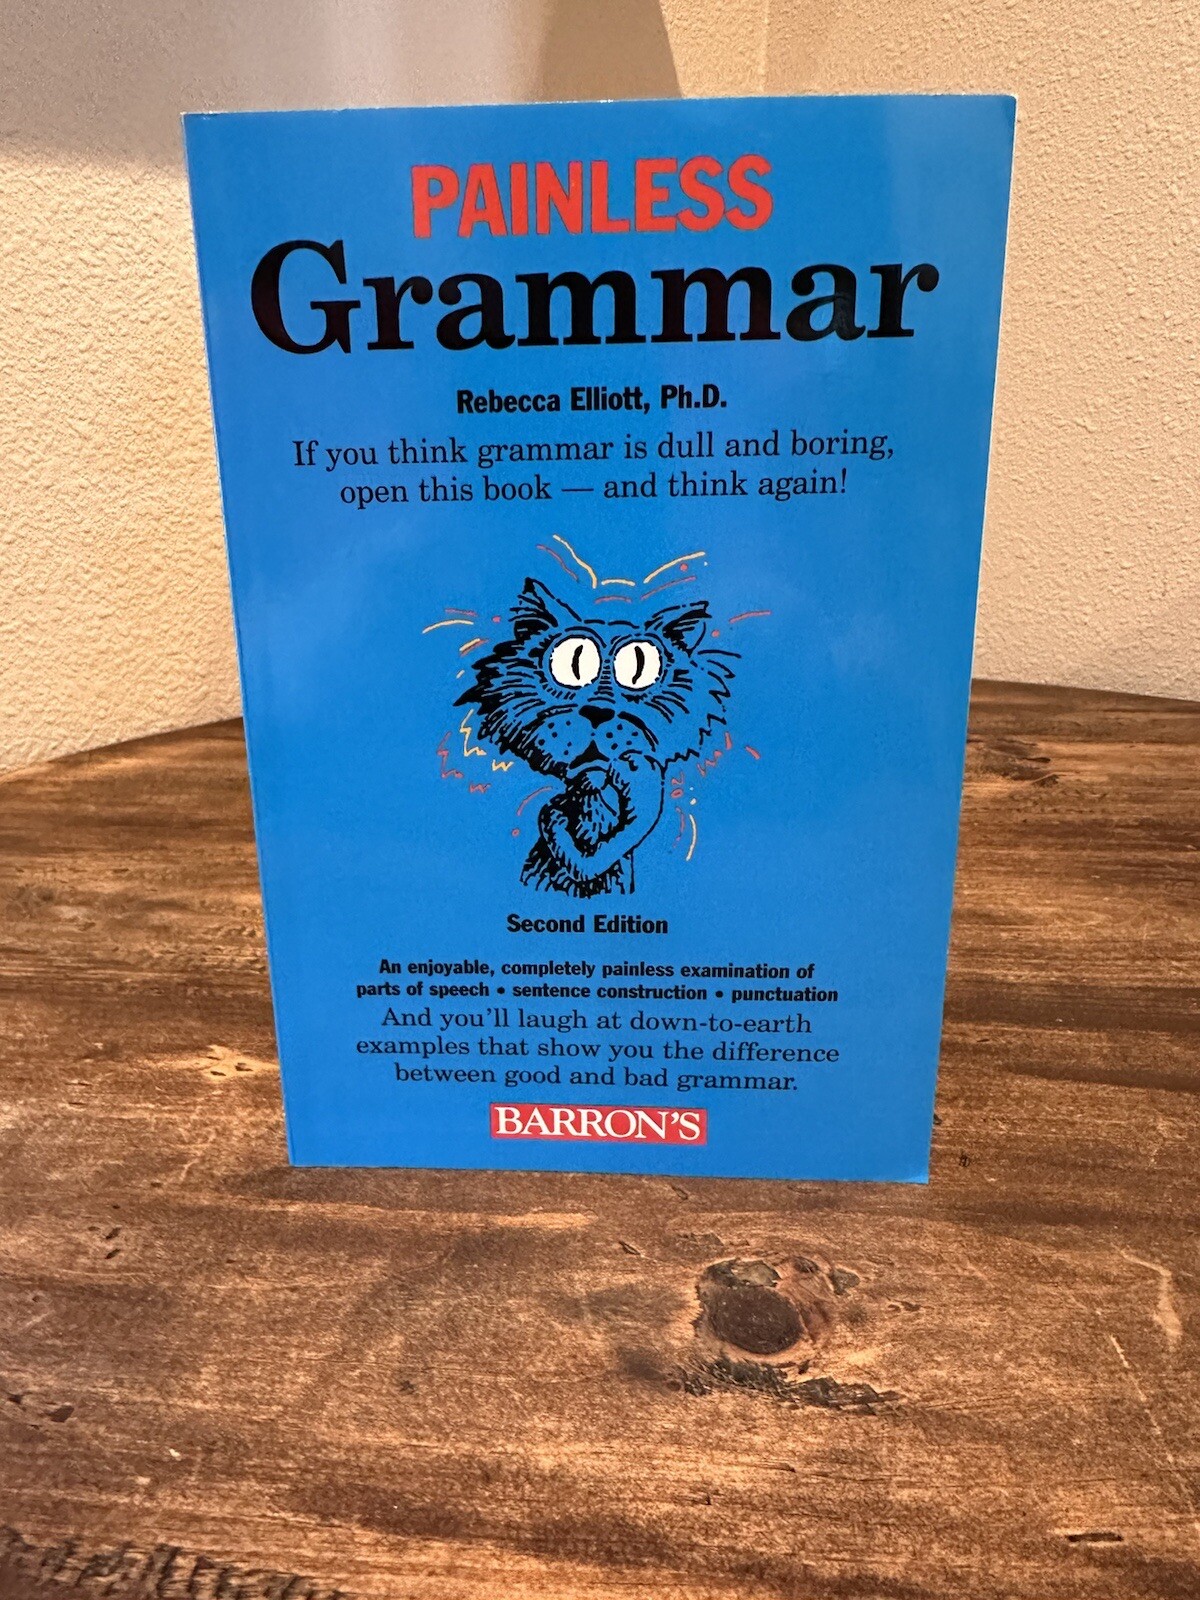 PAINLESS
Grammar
Rebecca Elliott, Ph.D.
If you think grammar is dull and boring,
open this book — and think again!
Second Edition
An enjoyable, completely painless examination of
parts of speech • sentence construction • punctuation
And you'll laugh at down-to-earth
examples that show you the difference
between good and bad grammar.
BARRON'S